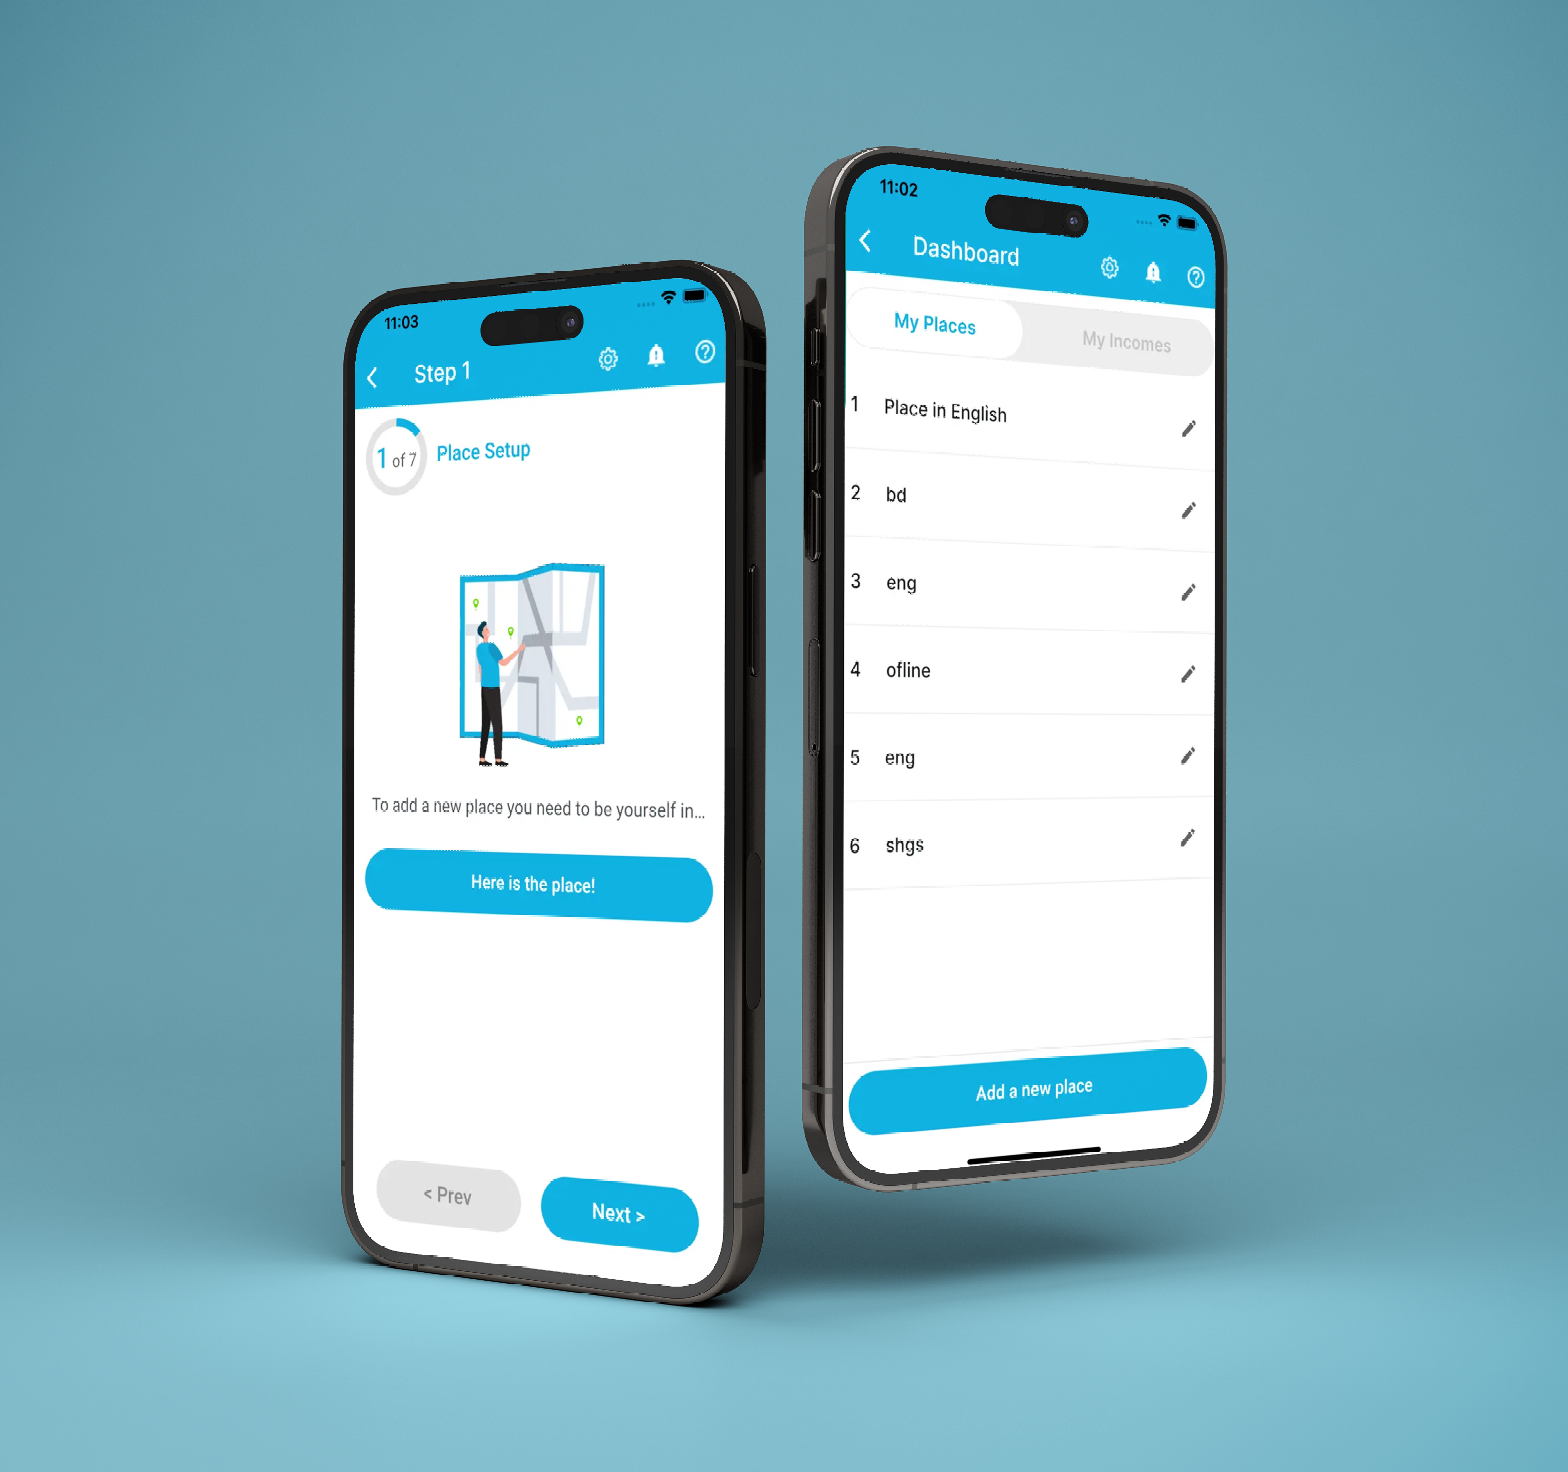 11:03
Step 1
1 of 7
Place Setup
To add a new place you need to be yourself in...
Here is the place!
< Prev
Next >
11:02
Dashboard
My Places
My Incomes
1 Place in English
2 bd
3 eng
4 ofline
5 eng
6 shgs
Add a new place